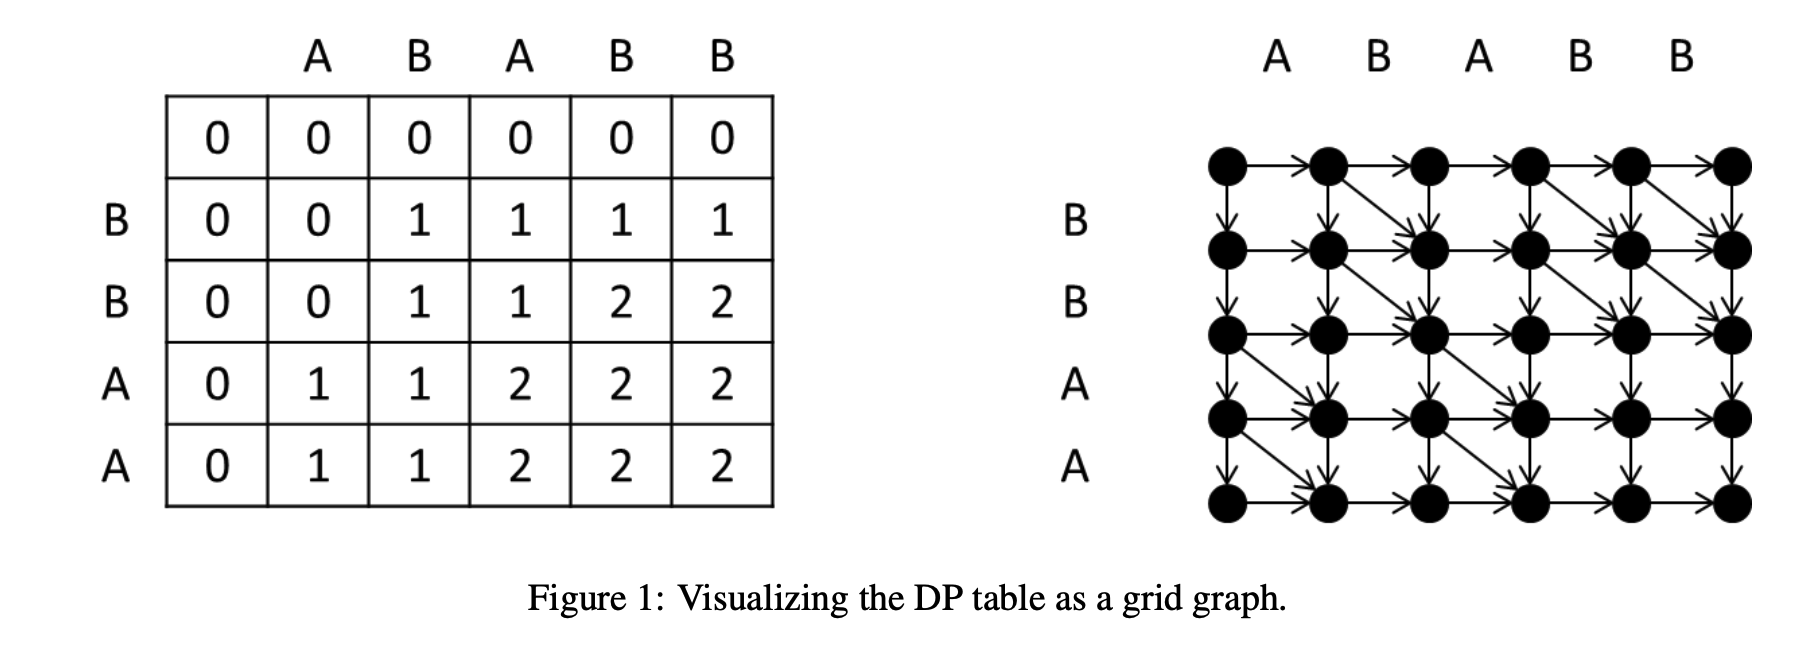 A B A B B A B A B B
0 0 0 0 0 0
B 0 0 1 1 1 1 B
B 0 0 1 1 2 2 B
A 0 1 1 2 2 2 A
A 0 1 1 2 2 2 A
Figure 1: Visualizing the DP table as a grid graph.